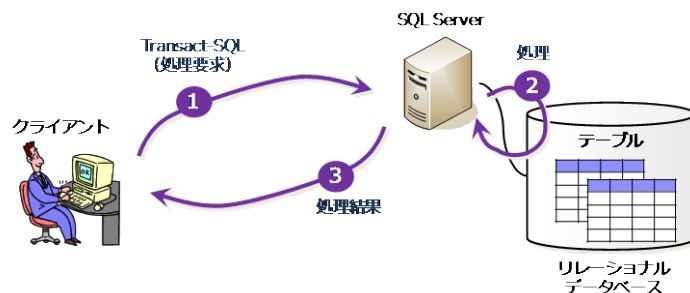 SQL Server
Transact-SQL
(処理要求)
処理
1
2
クライアント
テーブル
OK
3
処理結果
リレーショナル
データベース